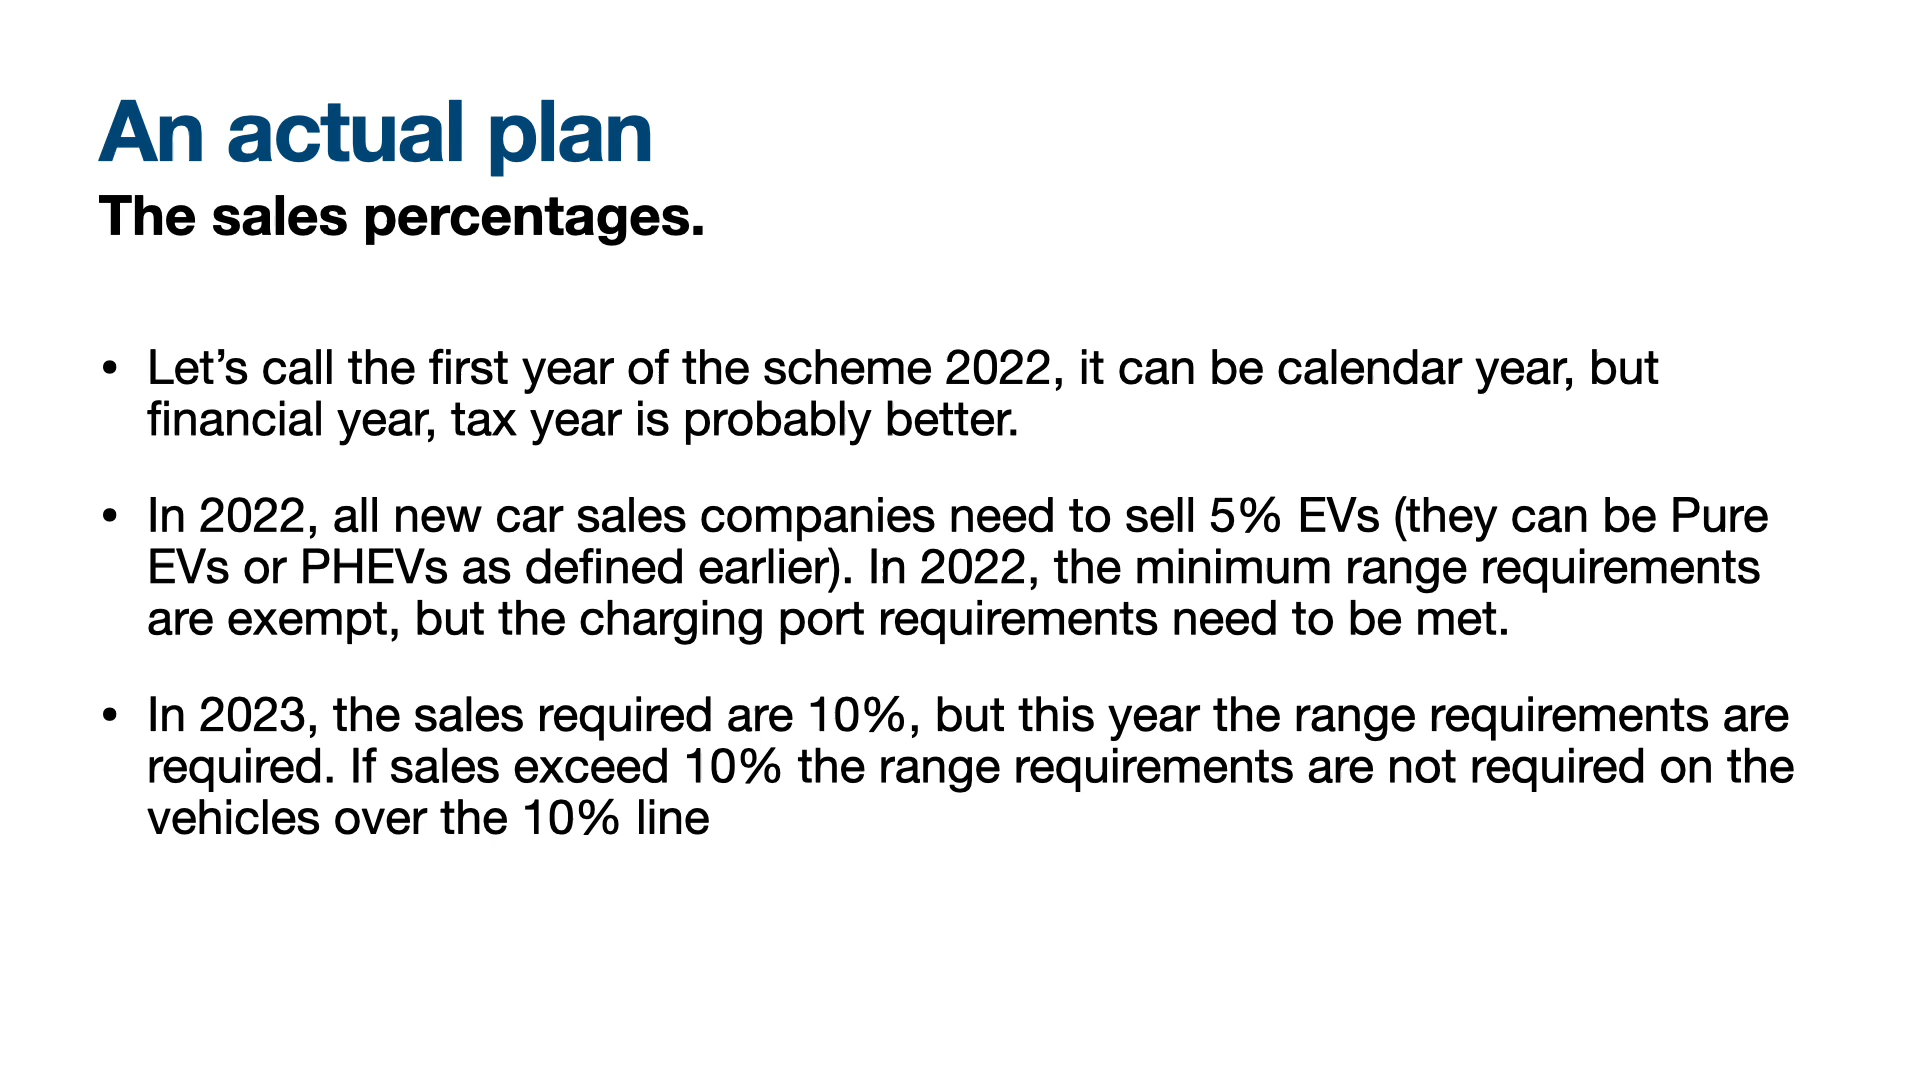 An actual plan
The sales percentages.
• Let’s call the first year of the scheme 2022, it can be calendar year, but
financial year, tax year is probably better.
• In 2022, all new car sales companies need to sell 5% EVs (they can be Pure
EVs or PHEVs as defined earlier). In 2022, the minimum range requirements
are exempt, but the charging port requirements need to be met.
• In 2023, the sales required are 10%, but this year the range requirements are
required. If sales exceed 10% the range requirements are not required on the
vehicles over the 10% line